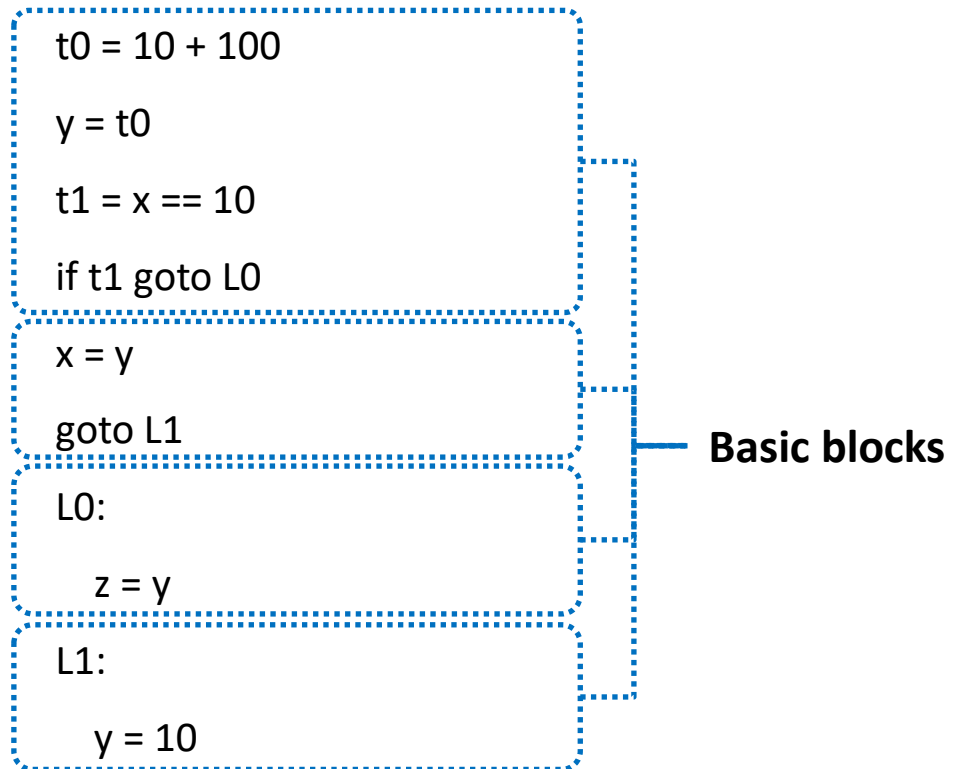 t0 = 10 + 100
y = t0
t1 = x == 10
if t1 goto L0
x = y
goto L1
L0:
z = y
L1:
y = 10
Basic blocks